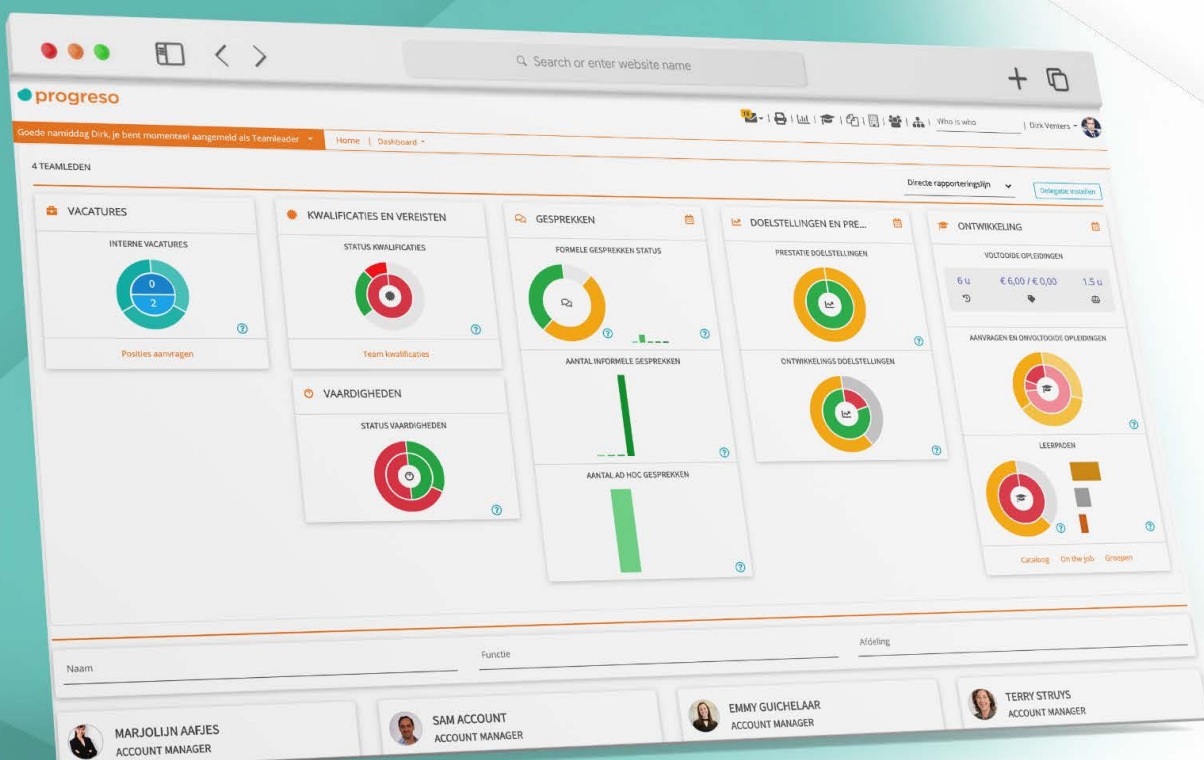 Search or enter website name
progreso
Goede namiddag Dirk, je bent momenteel aangemeld als Teamleader
Home | Dashboard
Who is who
Dirk Venters
4 TEAMLEDEN
Directe rapporteringslijn
Delegatie instellen
VACATURES
INTERNE VACATURES
0
2
Posities aanvragen
KWALIFICATIES EN VEREISTEN
STATUS KWALIFICATIES
Team kwalificaties
VAARDIGHEDEN
STATUS VAARDIGHEDEN
GESPREKKEN
FORMELE GESPREKKEN STATUS
AANTAL INFORMELE GESPREKKEN
AANTAL AD HOC GESPREKKEN
DOELSTELLINGEN EN PRE...
PRESTATIE DOELSTELLINGEN
ONTWIKKELINGS DOELSTELLINGEN
ONTWIKKELING
VOLTOOIDE OPLEIDINGEN
6 u € 6,00 / € 0,00 1.5 u
AANVRAGEN EN ONVOLTOOIDE OPLEIDINGEN
LEERPADEN
Cataloog On the job Groepen
Naam
Functie
Afdeling
MARJOLIJN AAFJES
ACCOUNT MANAGER
SAM ACCOUNT
ACCOUNT MANAGER
EMMY GUICHELAAR
ACCOUNT MANAGER
TERRY STRUYS
ACCOUNT MANAGER